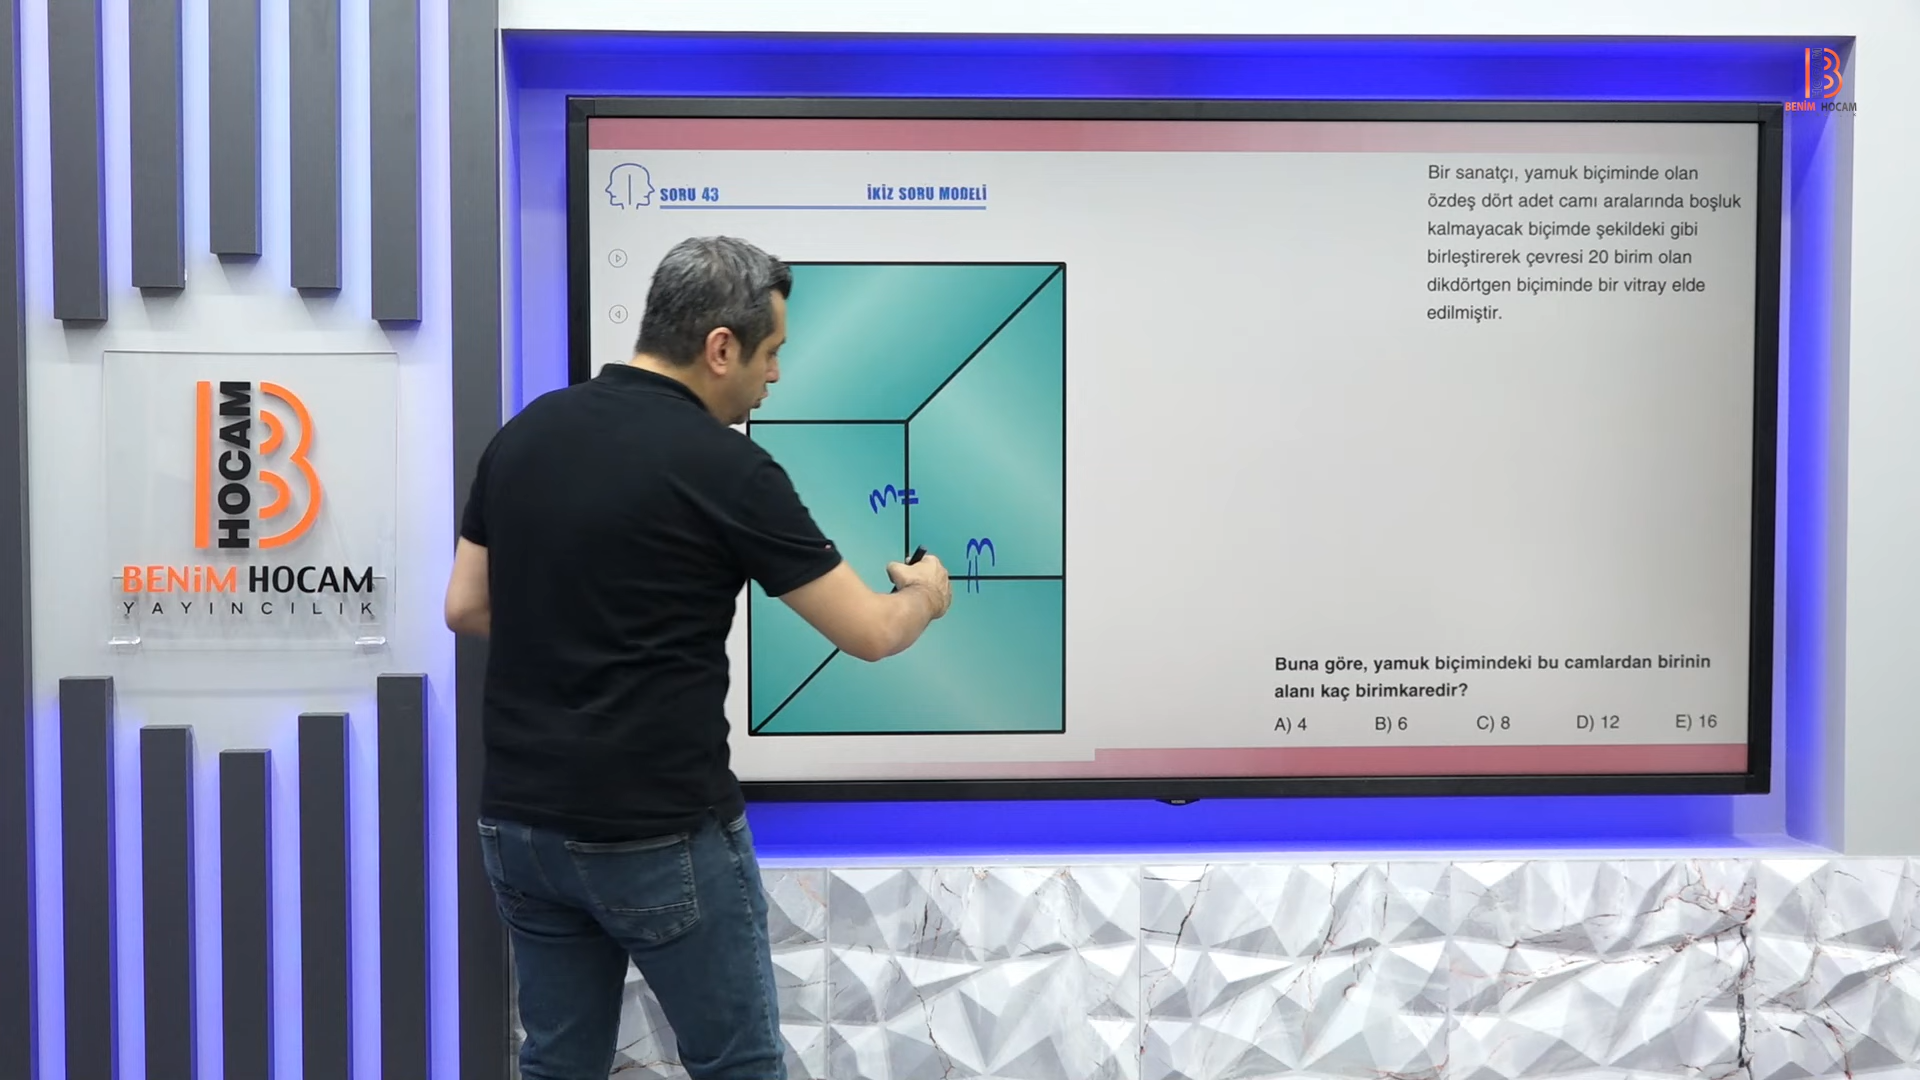 BENİM HOCAM
SORU 43
İKİZ SORU MODELİ
Bir sanatçı, yamuk biçiminde olan
özdeş dört adet camı aralarında boşluk
kalmayacak biçimde şekildeki gibi
birleştirerek çevresi 20 birim olan
dikdörtgen biçiminde bir vitray elde
edilmiştir.
m=
m
Buna göre, yamuk biçimindeki bu camlardan birinin
alanı kaç birimkaredir?
A) 4 B) 6 C) 8 D) 12 E) 16
HOCAM
BENİM HOCAM
YAYINCILIK